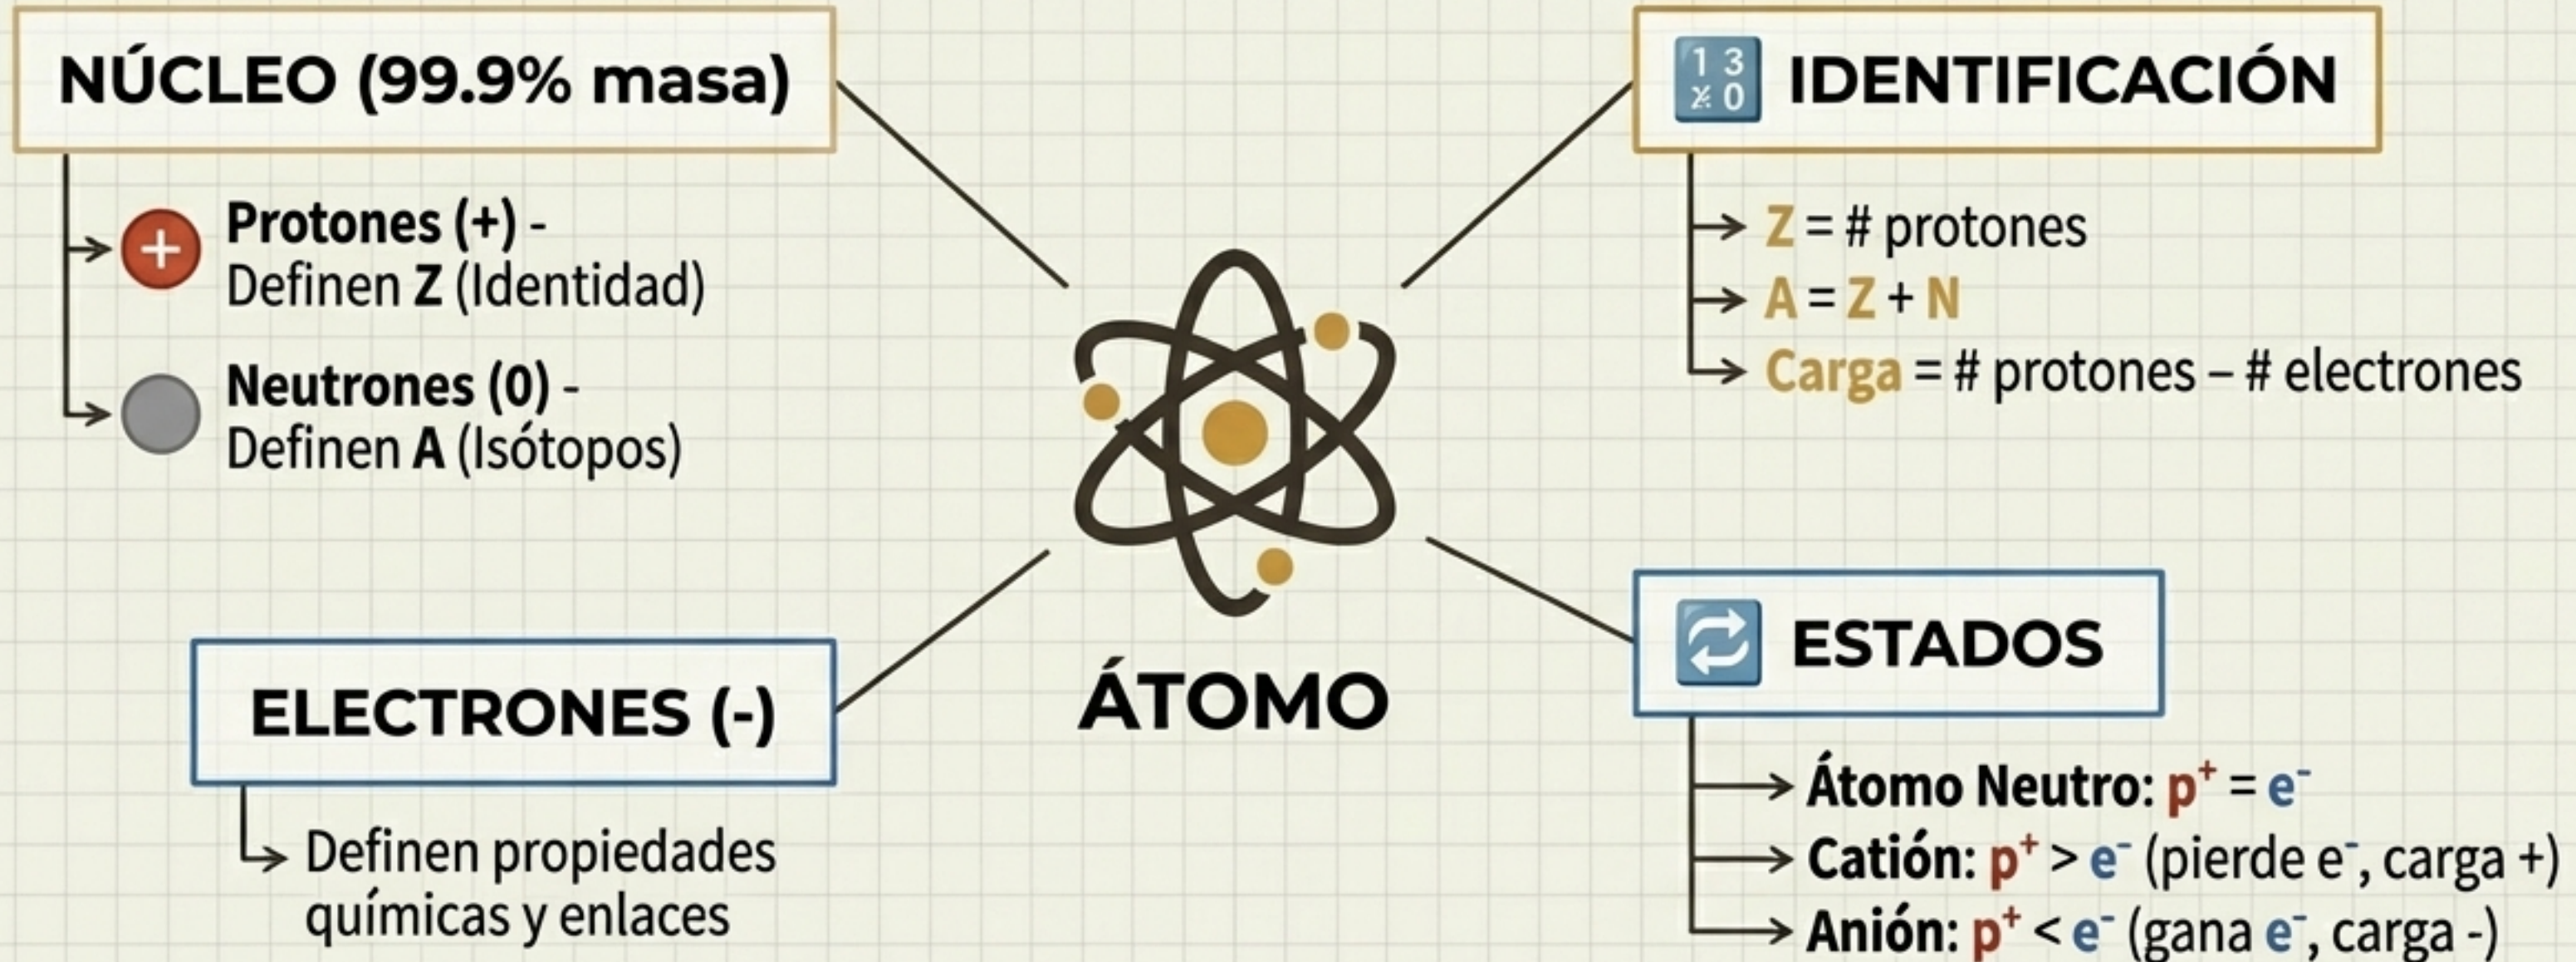 NÚCLEO (99.9% masa)
Protones (+) -
Definen Z (Identidad)
Neutrones (0) -
Definen A (Isótopos)
ELECTRONES (-)
Definen propiedades
químicas y enlaces
ÁTOMO
IDENTIFICACIÓN
Z = # protones
A = Z + N
Carga = # protones – # electrones
ESTADOS
Átomo Neutro: p⁺ = e⁻
Catión: p⁺ > e⁻ (pierde e⁻, carga +)
Anión: p⁺ < e⁻ (gana e⁻, carga -)